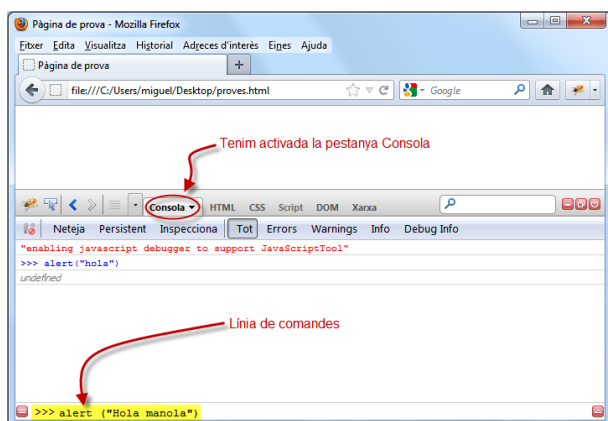 Pàgina de prova - Mozilla Firefox
Fitxer Edita Visualitza Historial Adreces d'interès Eines Ajuda
Pàgina de prova +
file:///C:/Users/miguel/Desktop/proves.html Google
Tenim activada la pestanya Consola
Consola HTML CSS Script DOM Xarxa
Neteja Persistent Inspecciona Tot Errors Warnings Info Debug Info
"enabling javascript debugger to support JavaScriptTool"
>>> alert("hola")
undefined
Línia de comandes
>>> alert ("Hola manola")